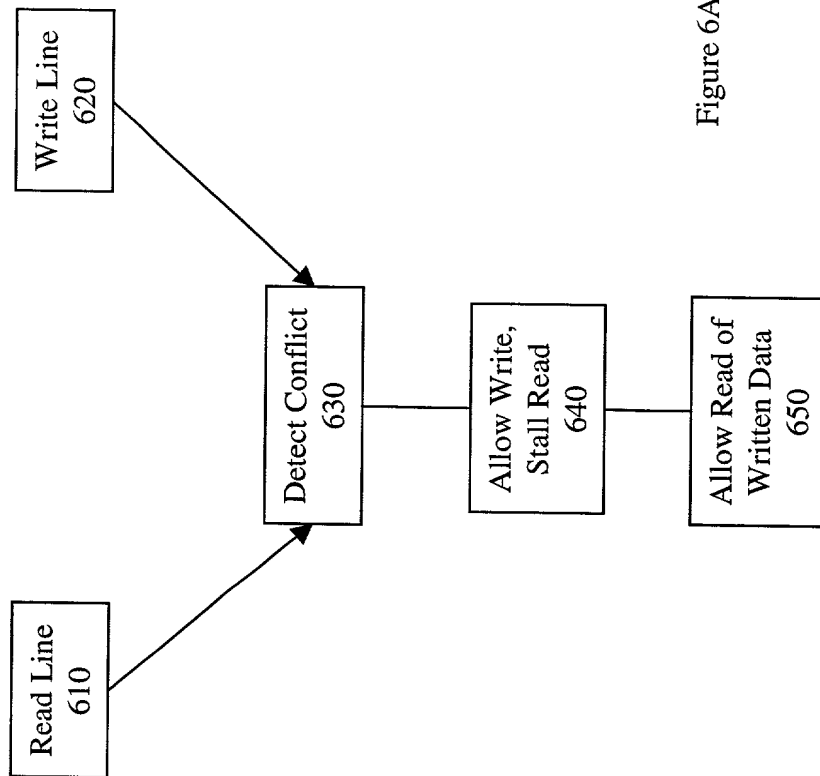 Read Line
610
Write Line
620
Detect Conflict
630
Allow Write,
Stall Read
640
Allow Read of
Written Data
650
Figure 6A